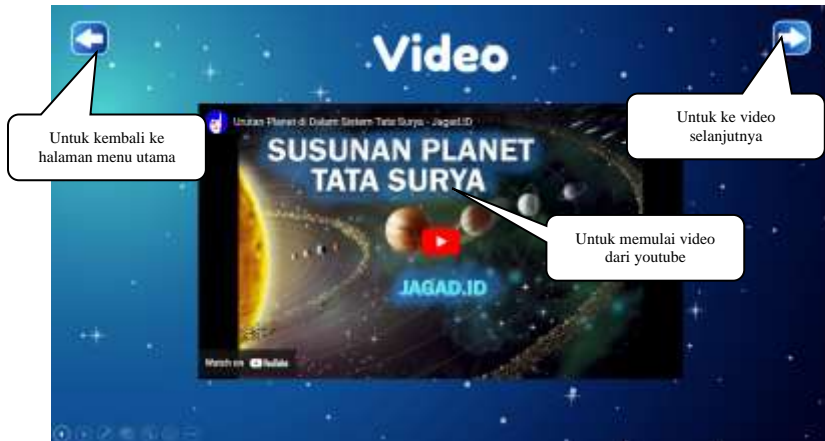 Video
Untuk kembali ke
halaman menu utama
Untuk ke video
selanjutnya
Urutan Planet di Dalam Sistem Tata Surya - Jagad.ID
SUSUNAN PLANET
TATA SURYA
Untuk memulai video
dari youtube
JAGAD.ID
Watch on YouTube